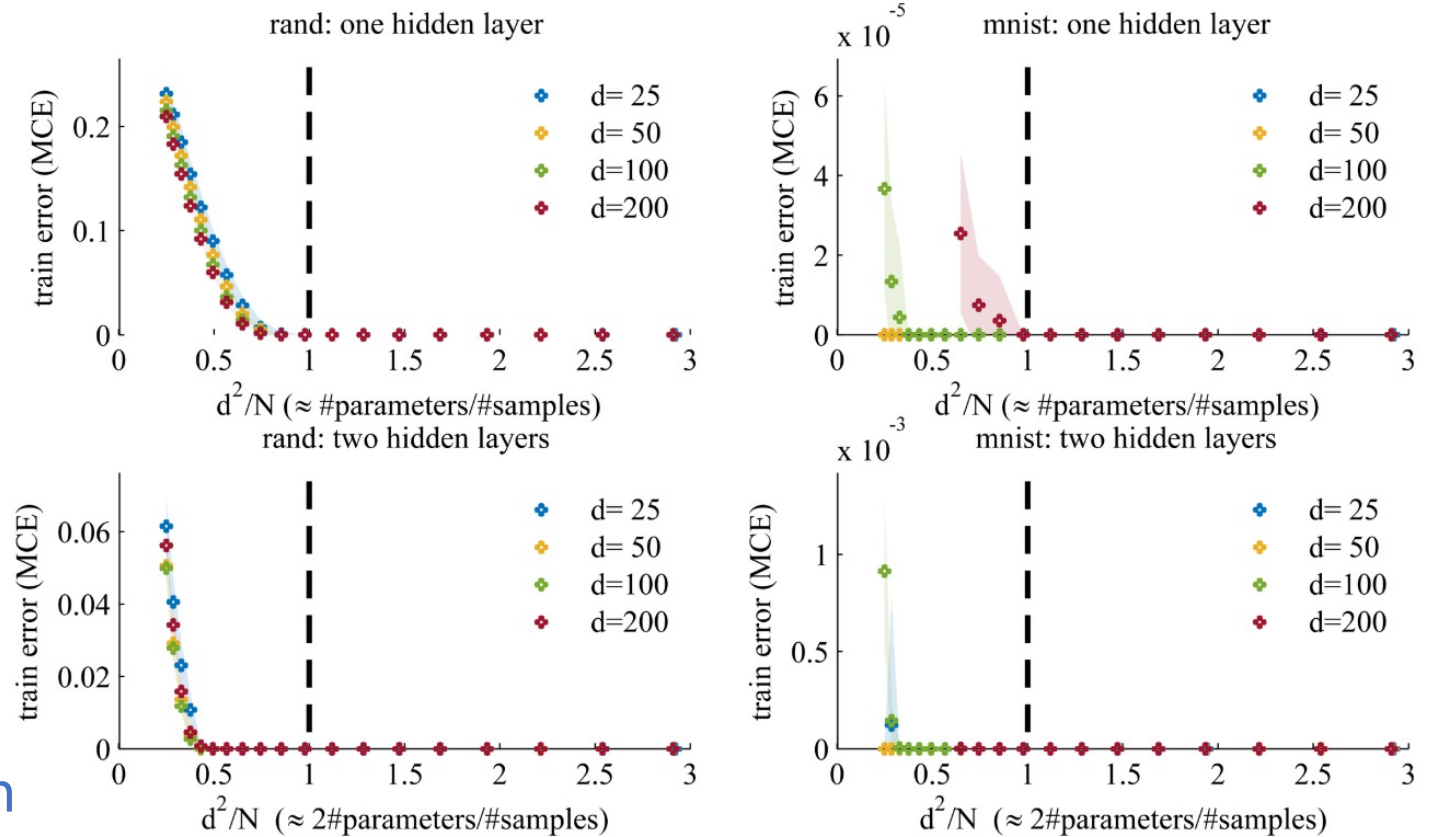 rand: one hidden layer
train error (MCE)
0.2
0.1
0
0 0.5 1 1.5 2 2.5 3
d= 25
d= 50
d=100
d=200
d²/N (≈ #parameters/#samples)
x 10⁻⁵
mnist: one hidden layer
train error (MCE)
6
4
2
0
0 0.5 1 1.5 2 2.5 3
d= 25
d= 50
d=100
d=200
d²/N (≈ #parameters/#samples)
rand: two hidden layers
train error (MCE)
0.06
0.04
0.02
0
0 0.5 1 1.5 2 2.5 3
d= 25
d= 50
d=100
d=200
d²/N (≈ 2#parameters/#samples)
x 10⁻³
mnist: two hidden layers
train error (MCE)
1
0.5
0
0 0.5 1 1.5 2 2.5 3
d= 25
d= 50
d=100
d=200
d²/N (≈ 2#parameters/#samples)